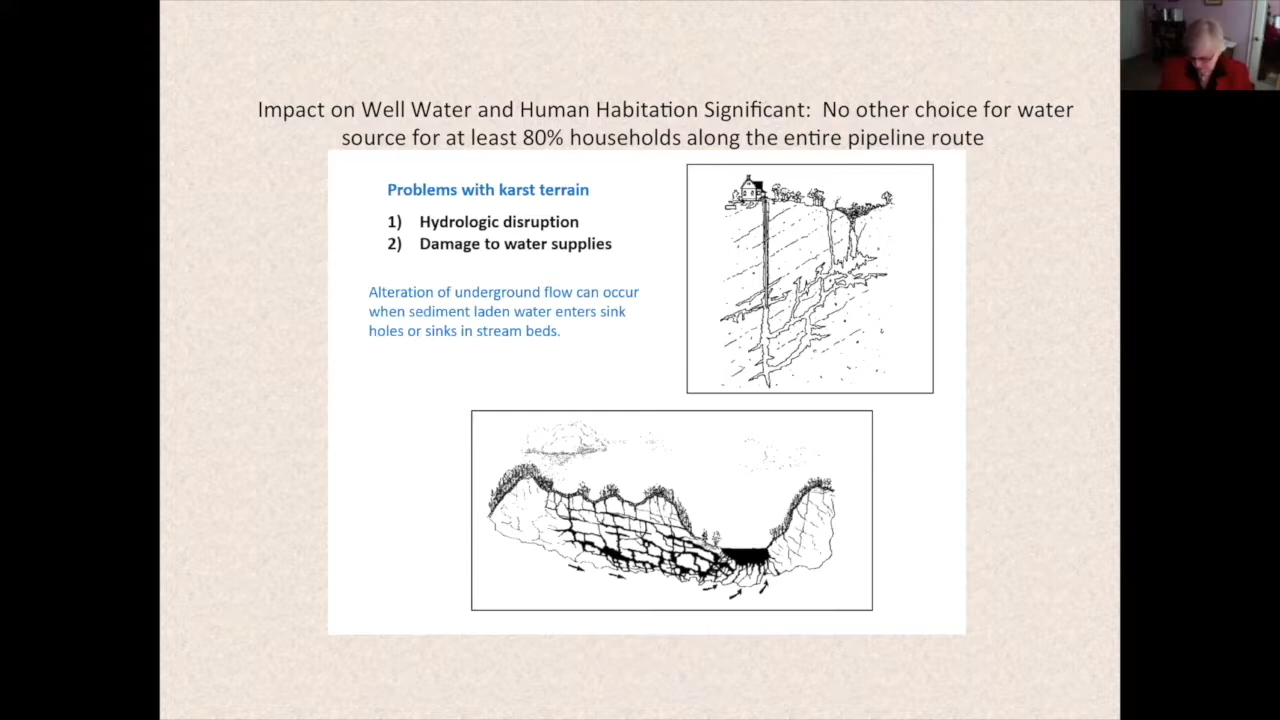 Impact on Well Water and Human Habitation Significant:  No other choice for water
source for at least 80% households along the entire pipeline route
Problems with karst terrain
1) Hydrologic disruption
2) Damage to water supplies
Alteration of underground flow can occur
when sediment laden water enters sink
holes or sinks in stream beds.